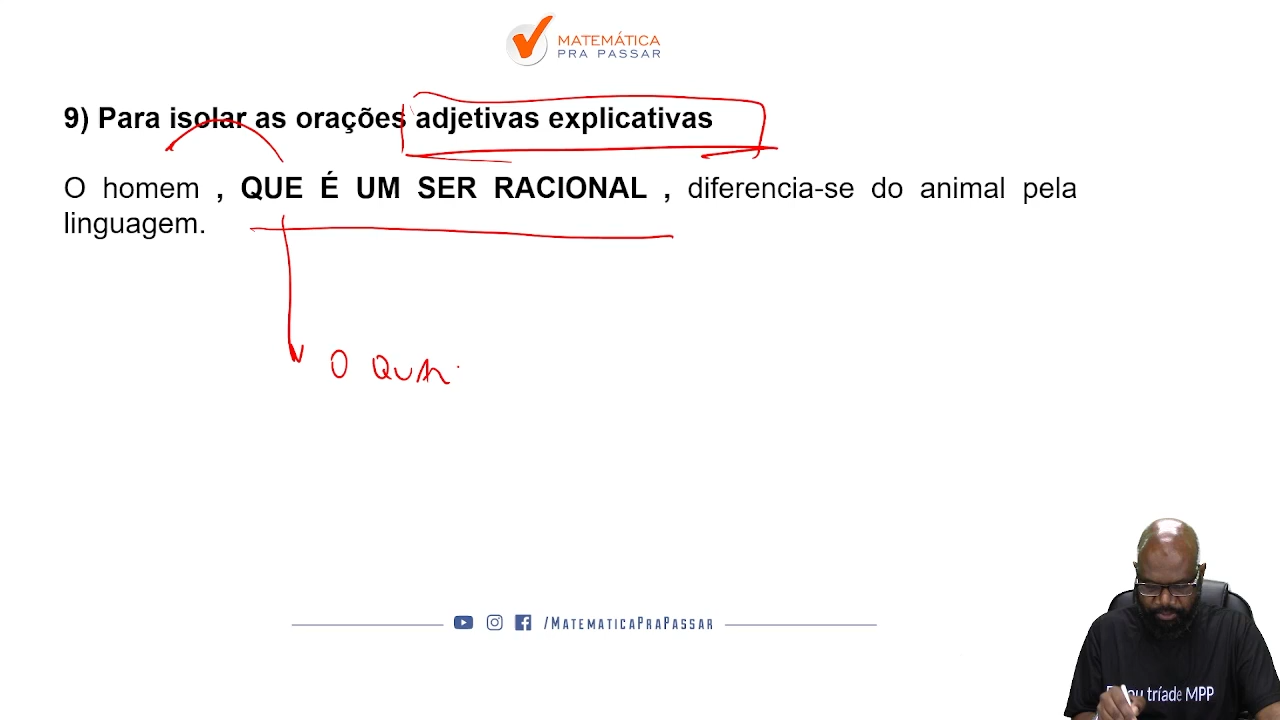 MATEMÁTICA
PRA PASSAR
9) Para isolar as orações adjetivas explicativas
O homem , QUE É UM SER RACIONAL , diferencia-se do animal pela
linguagem.
O QUAL
/MATEMATICAPRAPASSAR
tríade MPP